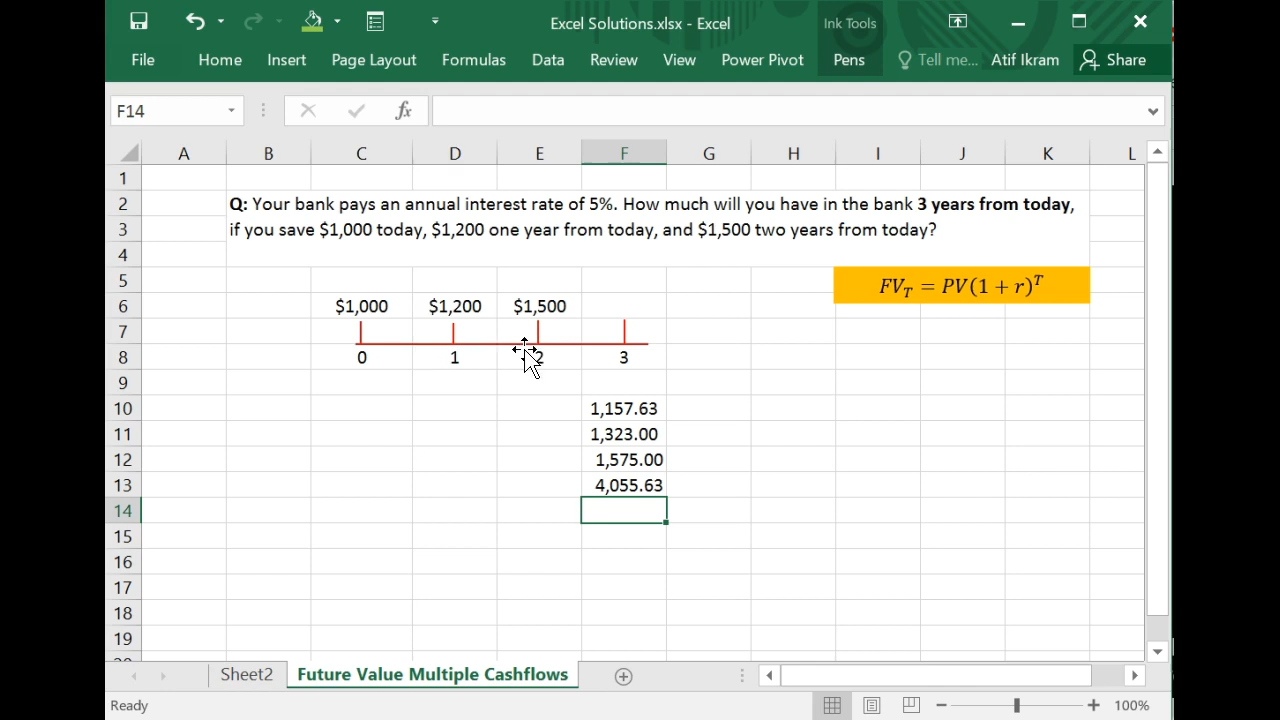 Excel Solutions.xlsx - Excel
Ink Tools
File Home Insert Page Layout Formulas Data Review View Power Pivot Pens Tell me... Atif Ikram Share
F14 fx
A B C D E F G H I J K L
1
2 Q: Your bank pays an annual interest rate of 5%. How much will you have in the bank 3 years from today,
3 if you save $1,000 today, $1,200 one year from today, and $1,500 two years from today?
4
5 FV_T = PV(1 + r)^T
6 $1,000 $1,200 $1,500
7
8 0 1 2 3
9
10 1,157.63
11 1,323.00
12 1,575.00
13 4,055.63
14
15
16
17
18
19
Sheet2 Future Value Multiple Cashflows
Ready 100%